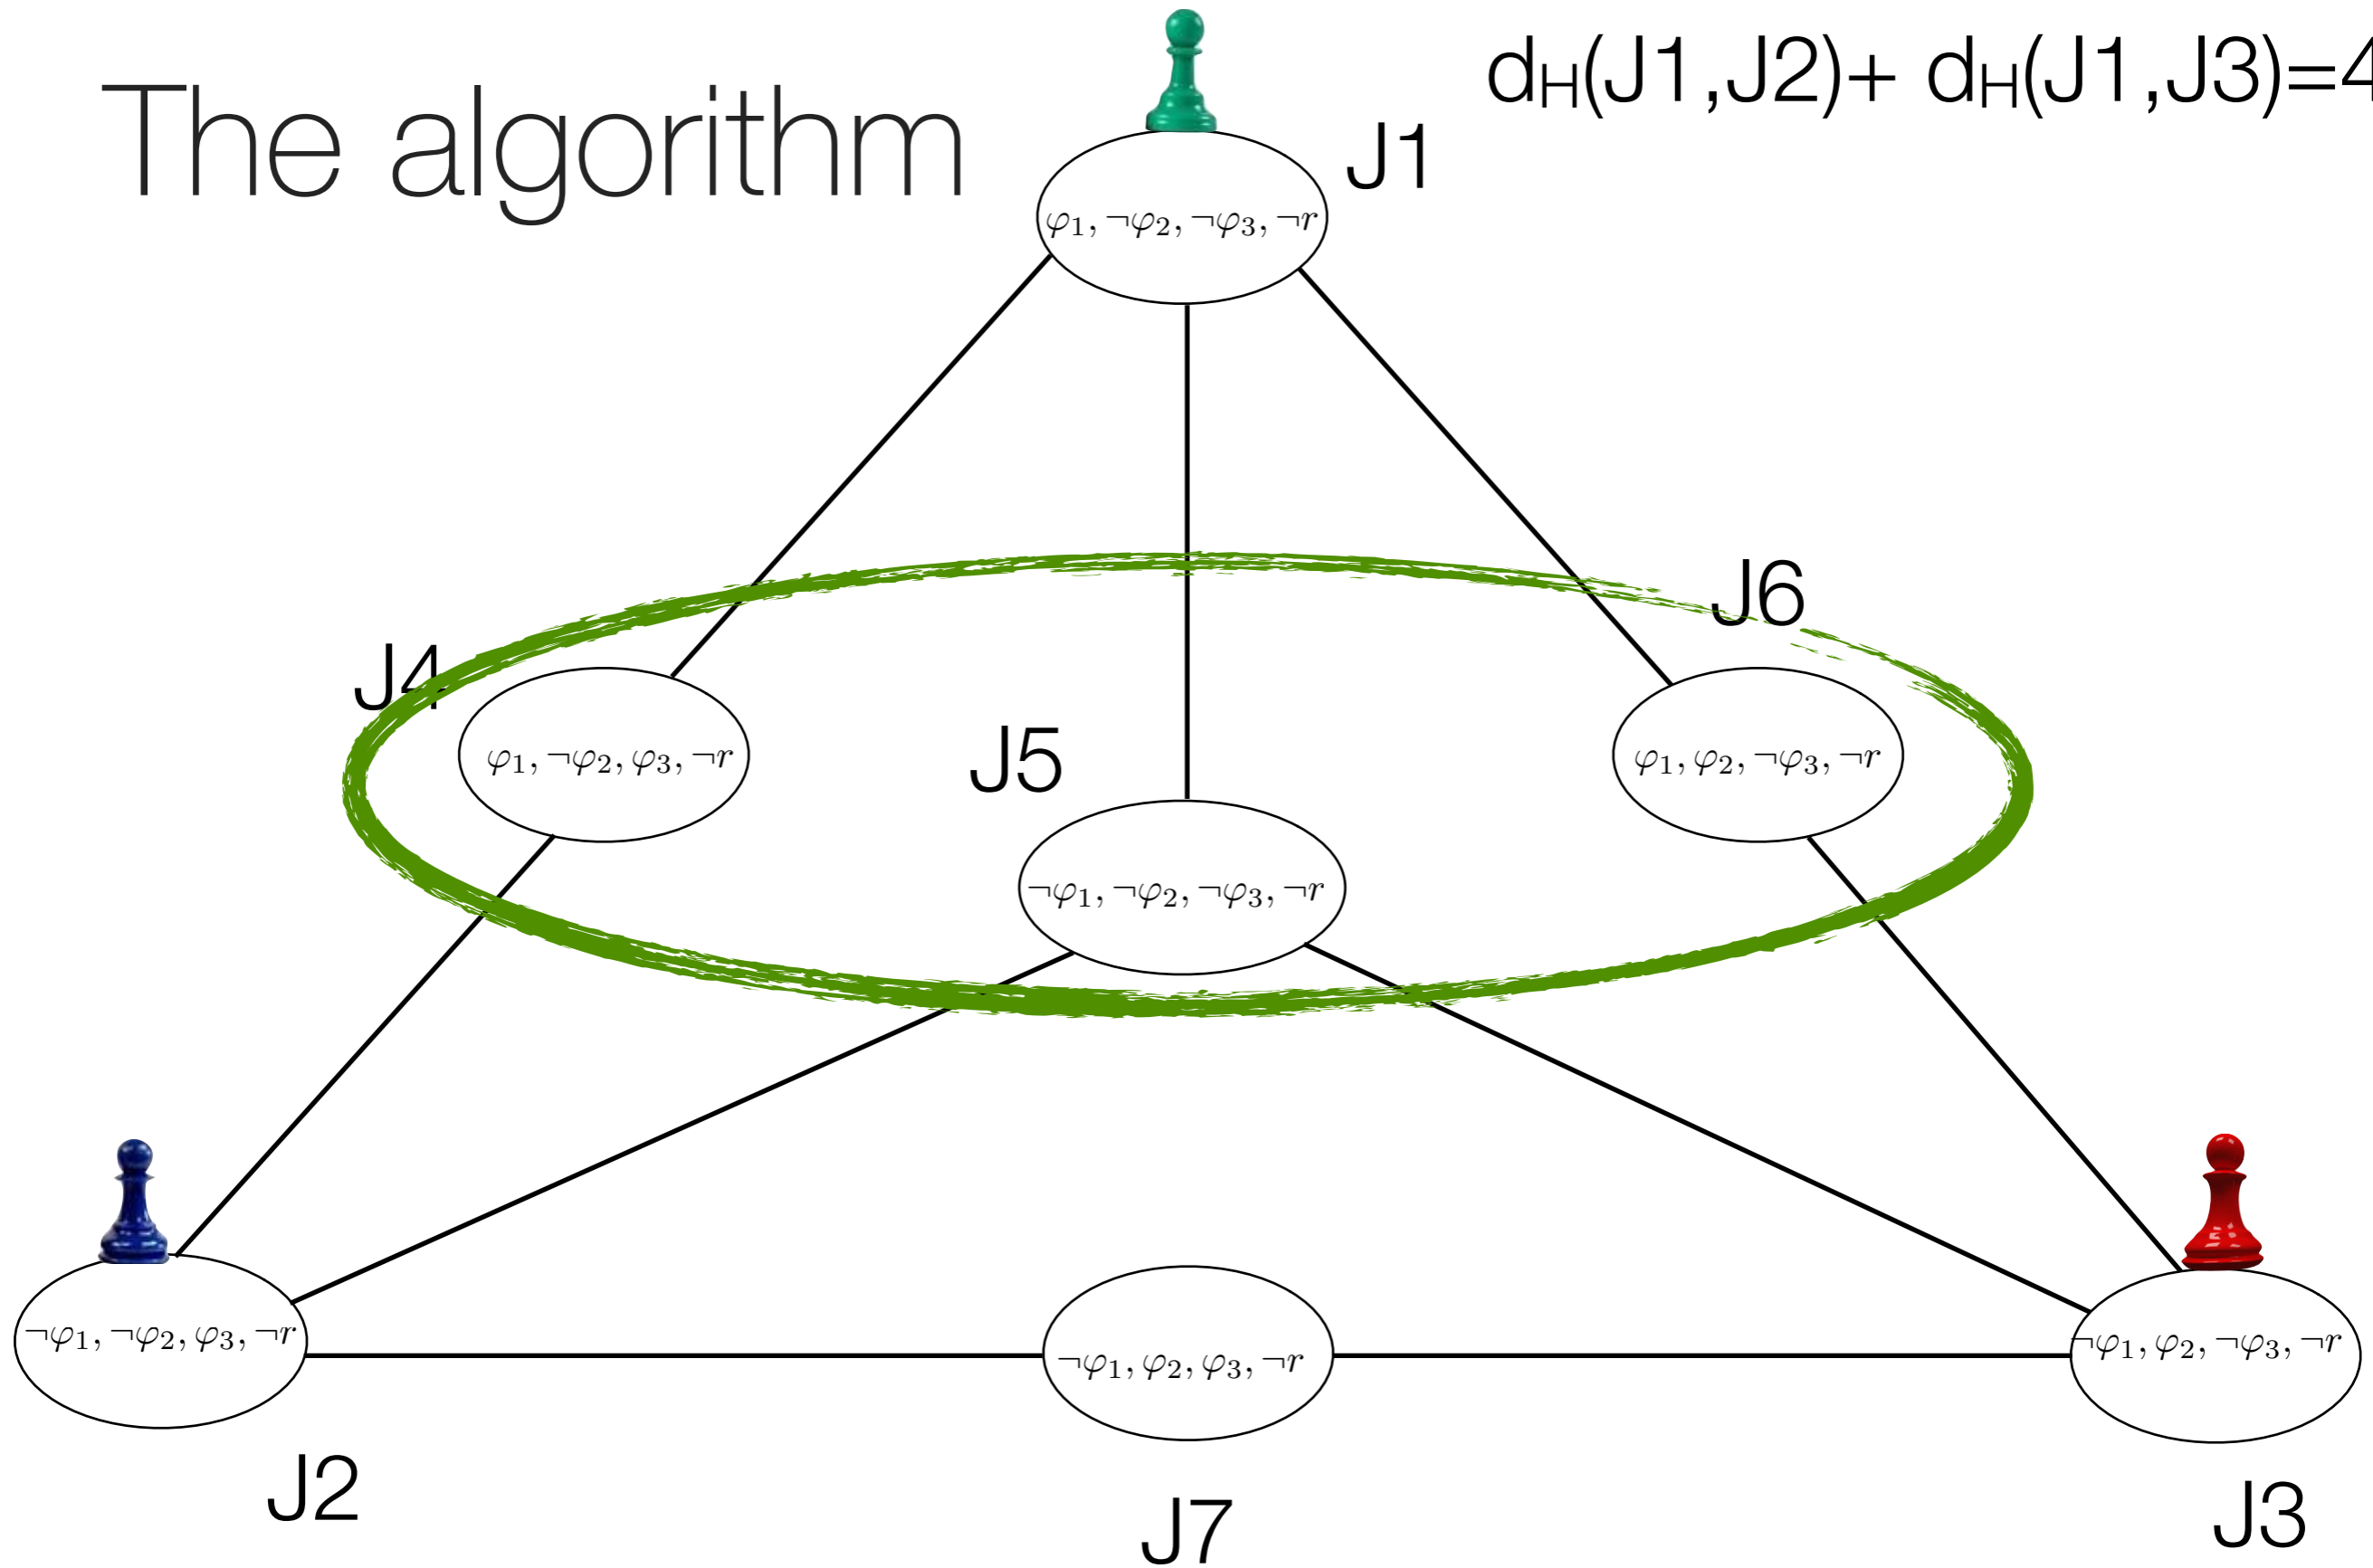 The algorithm
dH(J1,J2)+ dH(J1,J3)=4
J1
φ₁, ¬φ₂, ¬φ₃, ¬r
J6
J4
J5
φ₁, ¬φ₂, φ₃, ¬r
φ₁, φ₂, ¬φ₃, ¬r
¬φ₁, ¬φ₂, ¬φ₃, ¬r
¬φ₁, ¬φ₂, φ₃, ¬r
¬φ₁, φ₂, φ₃, ¬r
¬φ₁, φ₂, ¬φ₃, ¬r
J2
J7
J3